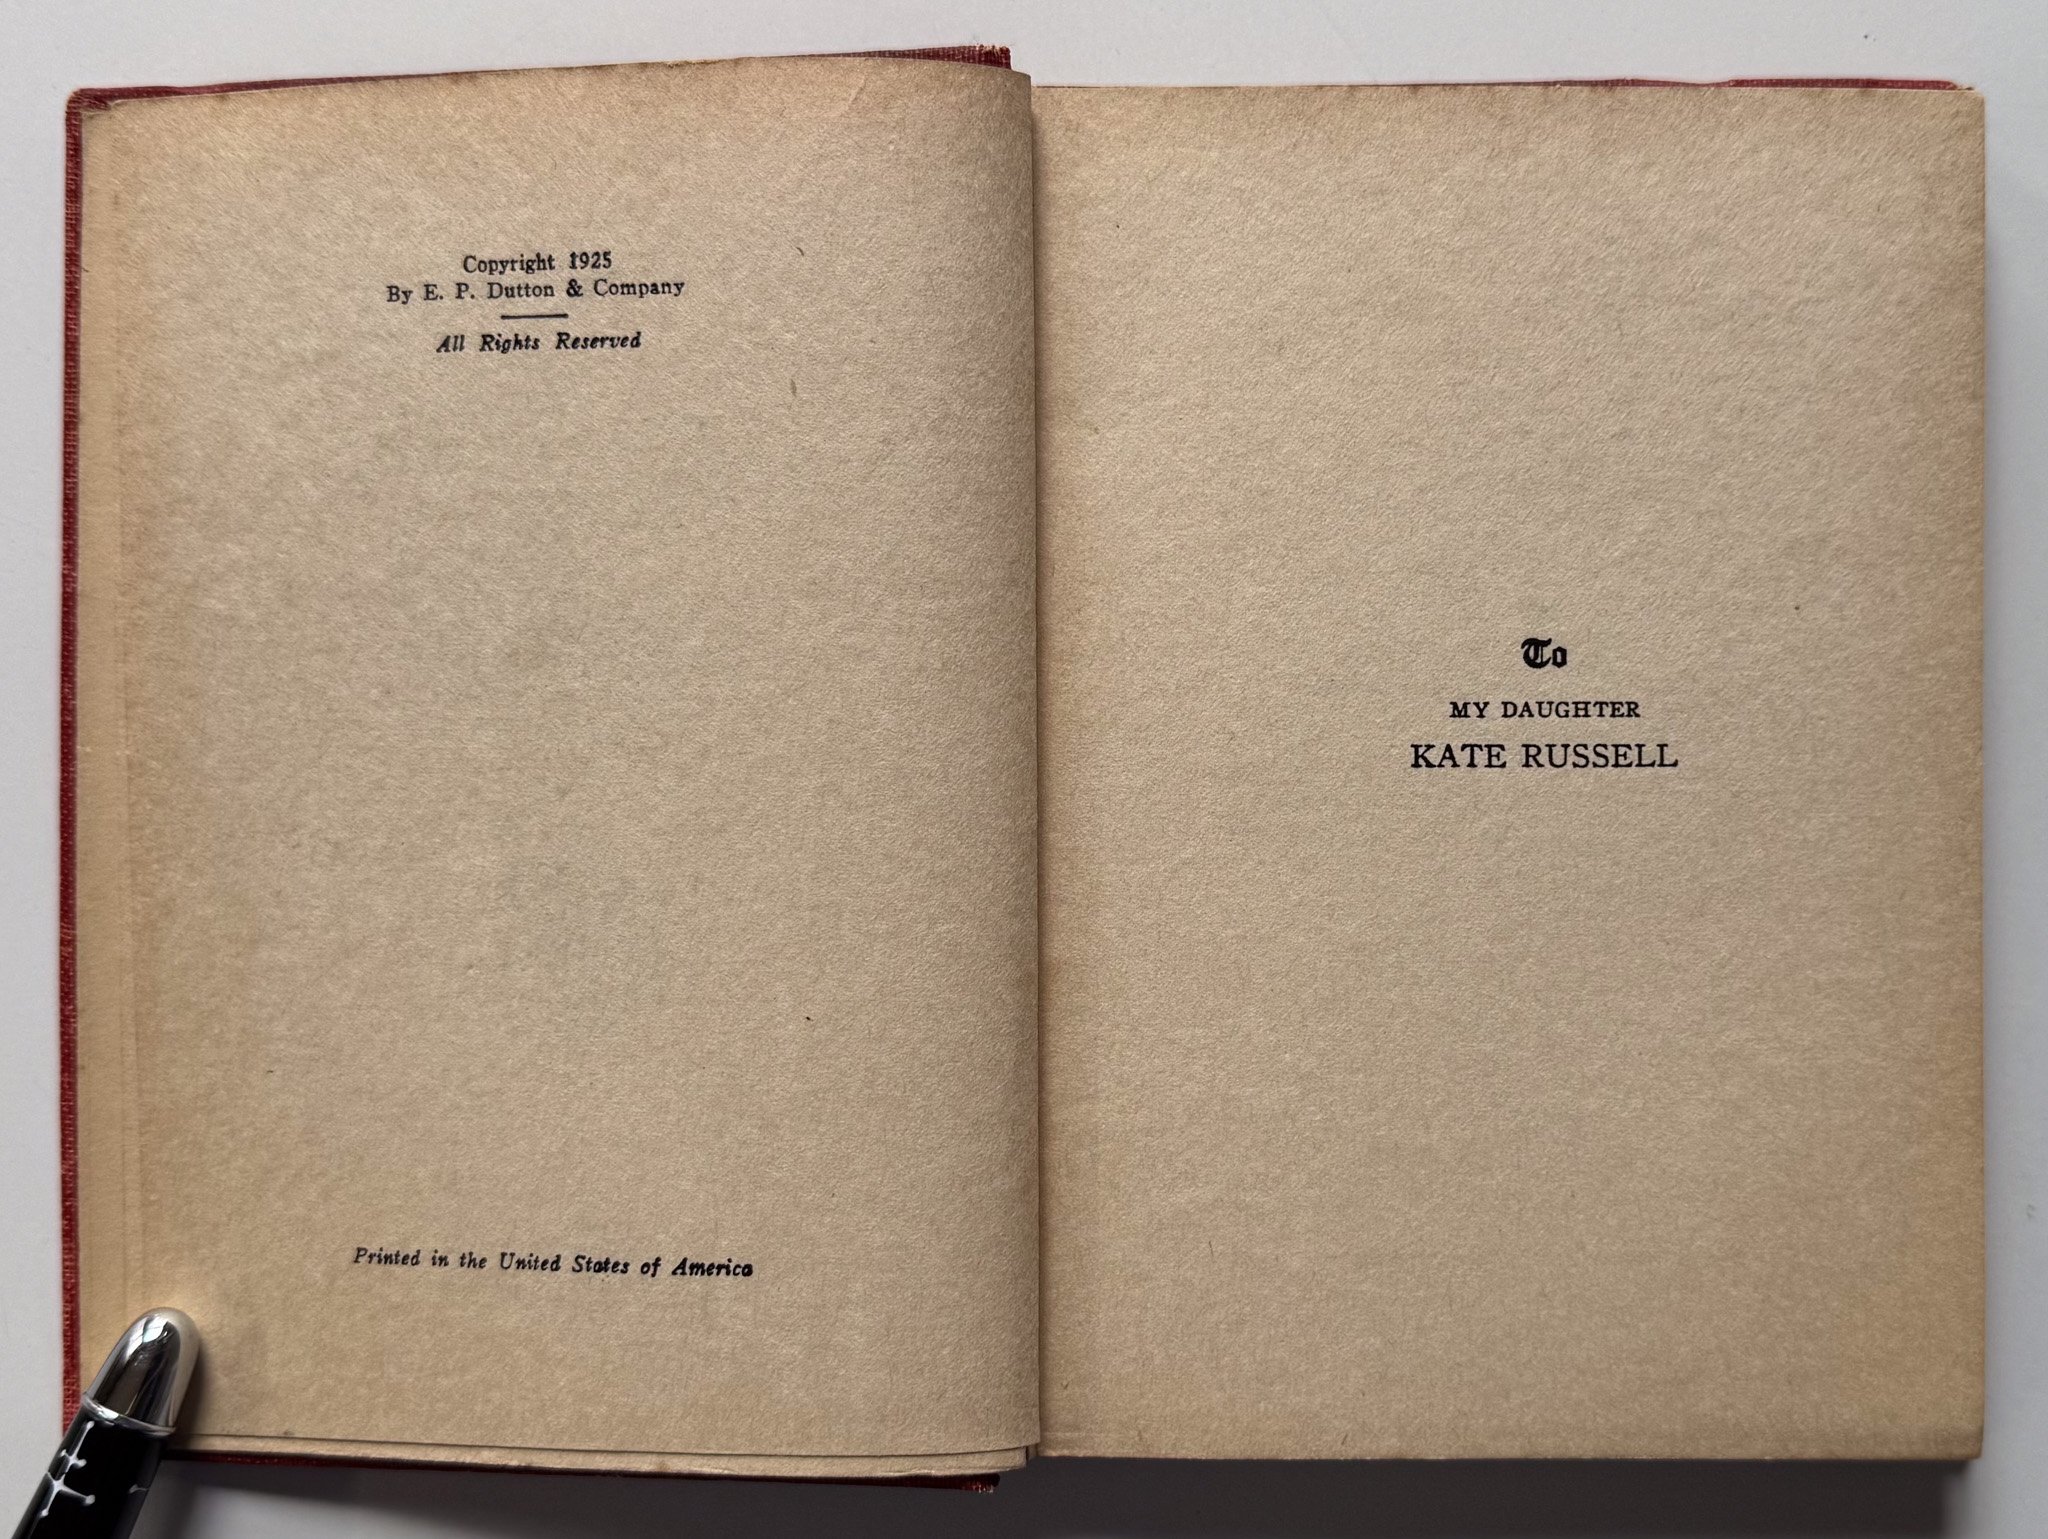 Copyright 1925
By E. P. Dutton & Company
All Rights Reserved
Printed in the United States of America
To
MY DAUGHTER
KATE RUSSELL